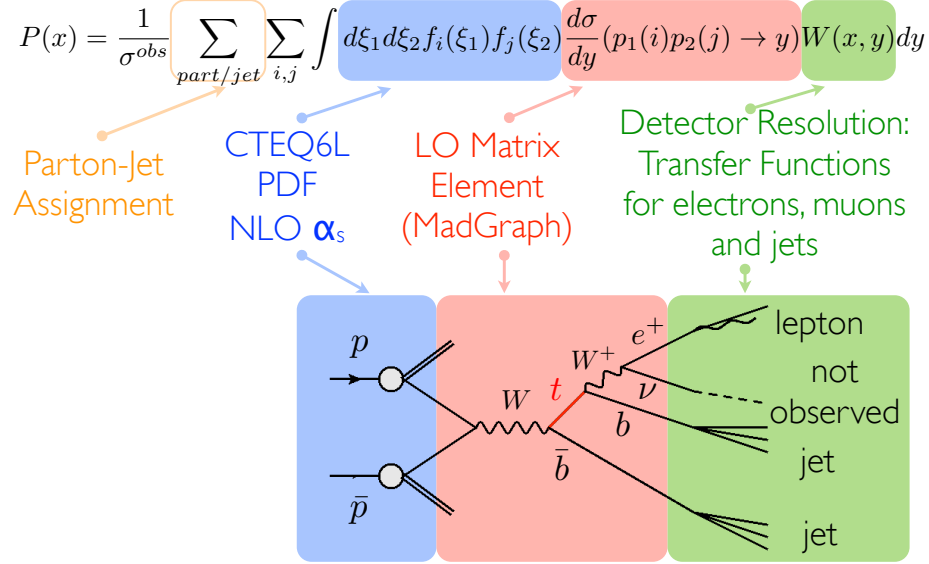 P(x) = \frac{1}{\sigma^{obs}} \sum_{part/jet} \sum_{i,j} \int d\xi_1 d\xi_2 f_i(\xi_1) f_j(\xi_2) \frac{d\sigma}{dy}(p_1(i)p_2(j) \to y) W(x, y) dy
Parton-Jet
Assignment
CTEQ6L
PDF
NLO αs
LO Matrix
Element
(MadGraph)
Detector Resolution:
Transfer Functions
for electrons, muons
and jets
p
p̄
W
t
b̄
W⁺
e⁺
ν
b
lepton
not
observed
jet
jet